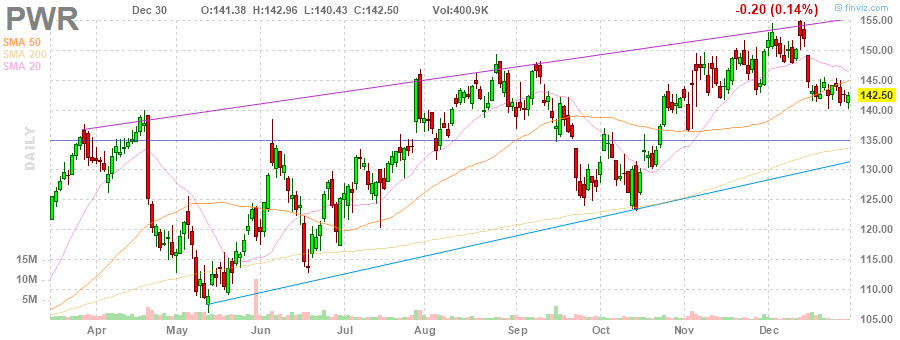 PWR Dec 30 O:141.38 H:142.96 L:140.43 C:142.50 Vol:400.9K -0.20 (0.14%) © finviz.com
SMA 50
SMA 200
SMA 20
DAILY
155.00
150.00
145.00
142.50
140.00
135.00
130.00
125.00
120.00
15M 115.00
10M 110.00
5M
105.00
Apr May Jun Jul Aug Sep Oct Nov Dec